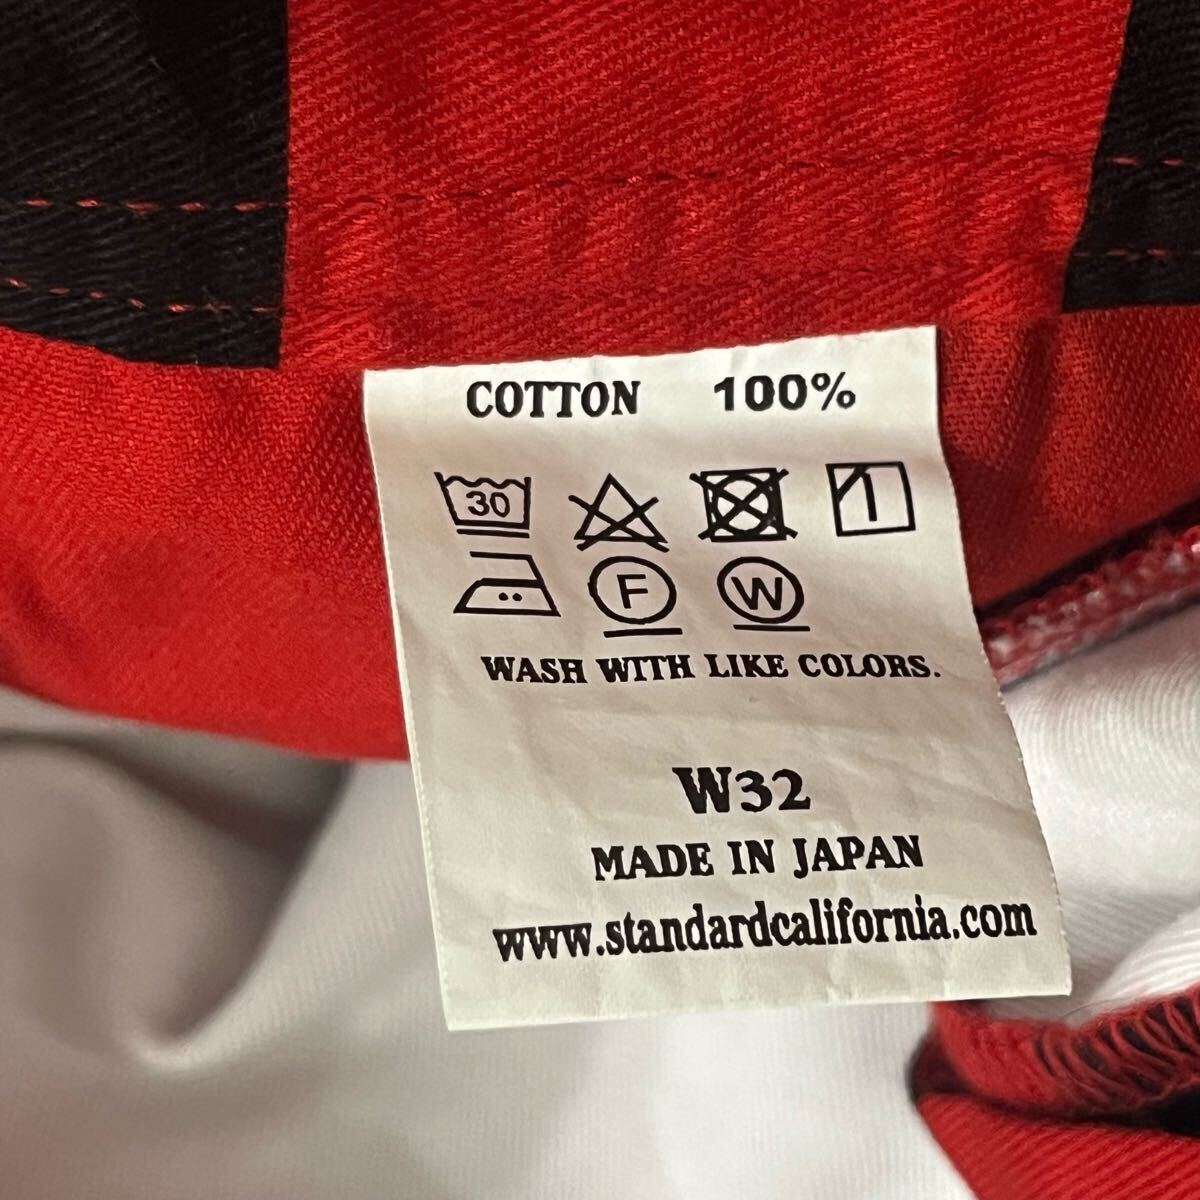 COTTON 100%
30
F W
WASH WITH LIKE COLORS.
W32
MADE IN JAPAN
www.standardcalifornia.com